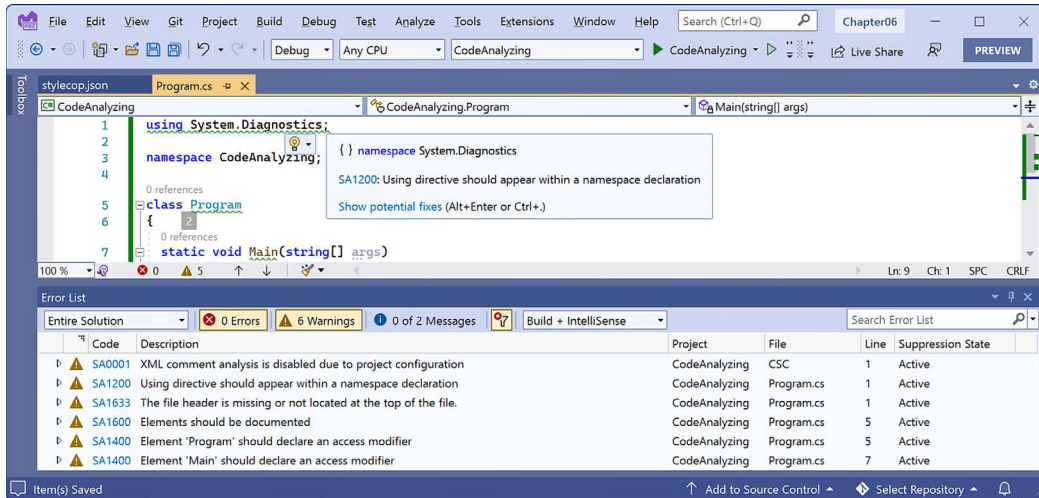 File Edit View Git Project Build Debug Test Analyze Tools Extensions Window Help Search (Ctrl+Q) Chapter06
Debug Any CPU CodeAnalyzing CodeAnalyzing Live Share PREVIEW
Toolbox
stylecop.json Program.cs
C# CodeAnalyzing CodeAnalyzing.Program Main(string[] args)
1 using System.Diagnostics;
2
{ } namespace System.Diagnostics
3 namespace CodeAnalyzing;
SA1200: Using directive should appear within a namespace declaration
4
Show potential fixes (Alt+Enter or Ctrl+.)
0 references
5 class Program
6 { 2
0 references
7 static void Main(string[] args)
100 % 0 5 Ln: 9 Ch: 1 SPC CRLF
Error List
Entire Solution 0 Errors 6 Warnings 0 of 2 Messages Build + IntelliSense Search Error List
Code Description Project File Line Suppression State
SA0001 XML comment analysis is disabled due to project configuration CodeAnalyzing CSC 1 Active
SA1200 Using directive should appear within a namespace declaration CodeAnalyzing Program.cs 1 Active
SA1633 The file header is missing or not located at the top of the file. CodeAnalyzing Program.cs 1 Active
SA1600 Elements should be documented CodeAnalyzing Program.cs 5 Active
SA1400 Element 'Program' should declare an access modifier CodeAnalyzing Program.cs 5 Active
SA1400 Element 'Main' should declare an access modifier CodeAnalyzing Program.cs 7 Active
Item(s) Saved Add to Source Control Select Repository